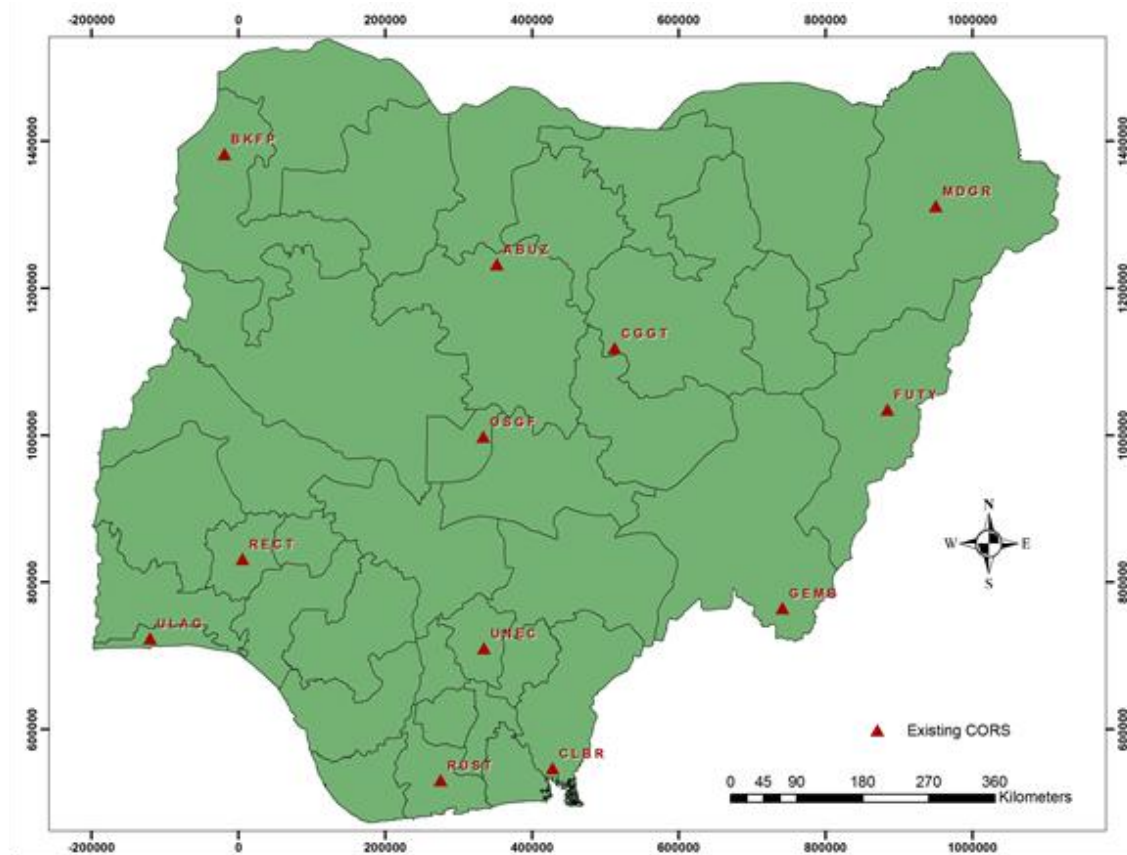 -200000 0 200000 400000 600000 800000 1000000
1400000 1400000
BKFP
MDGR
ABUZ
1200000 1200000
CGGT
FUTY
OSGF
1000000 1000000
N
W E
S
RECT
800000 800000
GEMB
ULAG
UNEC
600000 600000
Existing CORS
CLBR
RUST
0 45 90 180 270 360
Kilometers
-200000 0 200000 400000 600000 800000 1000000